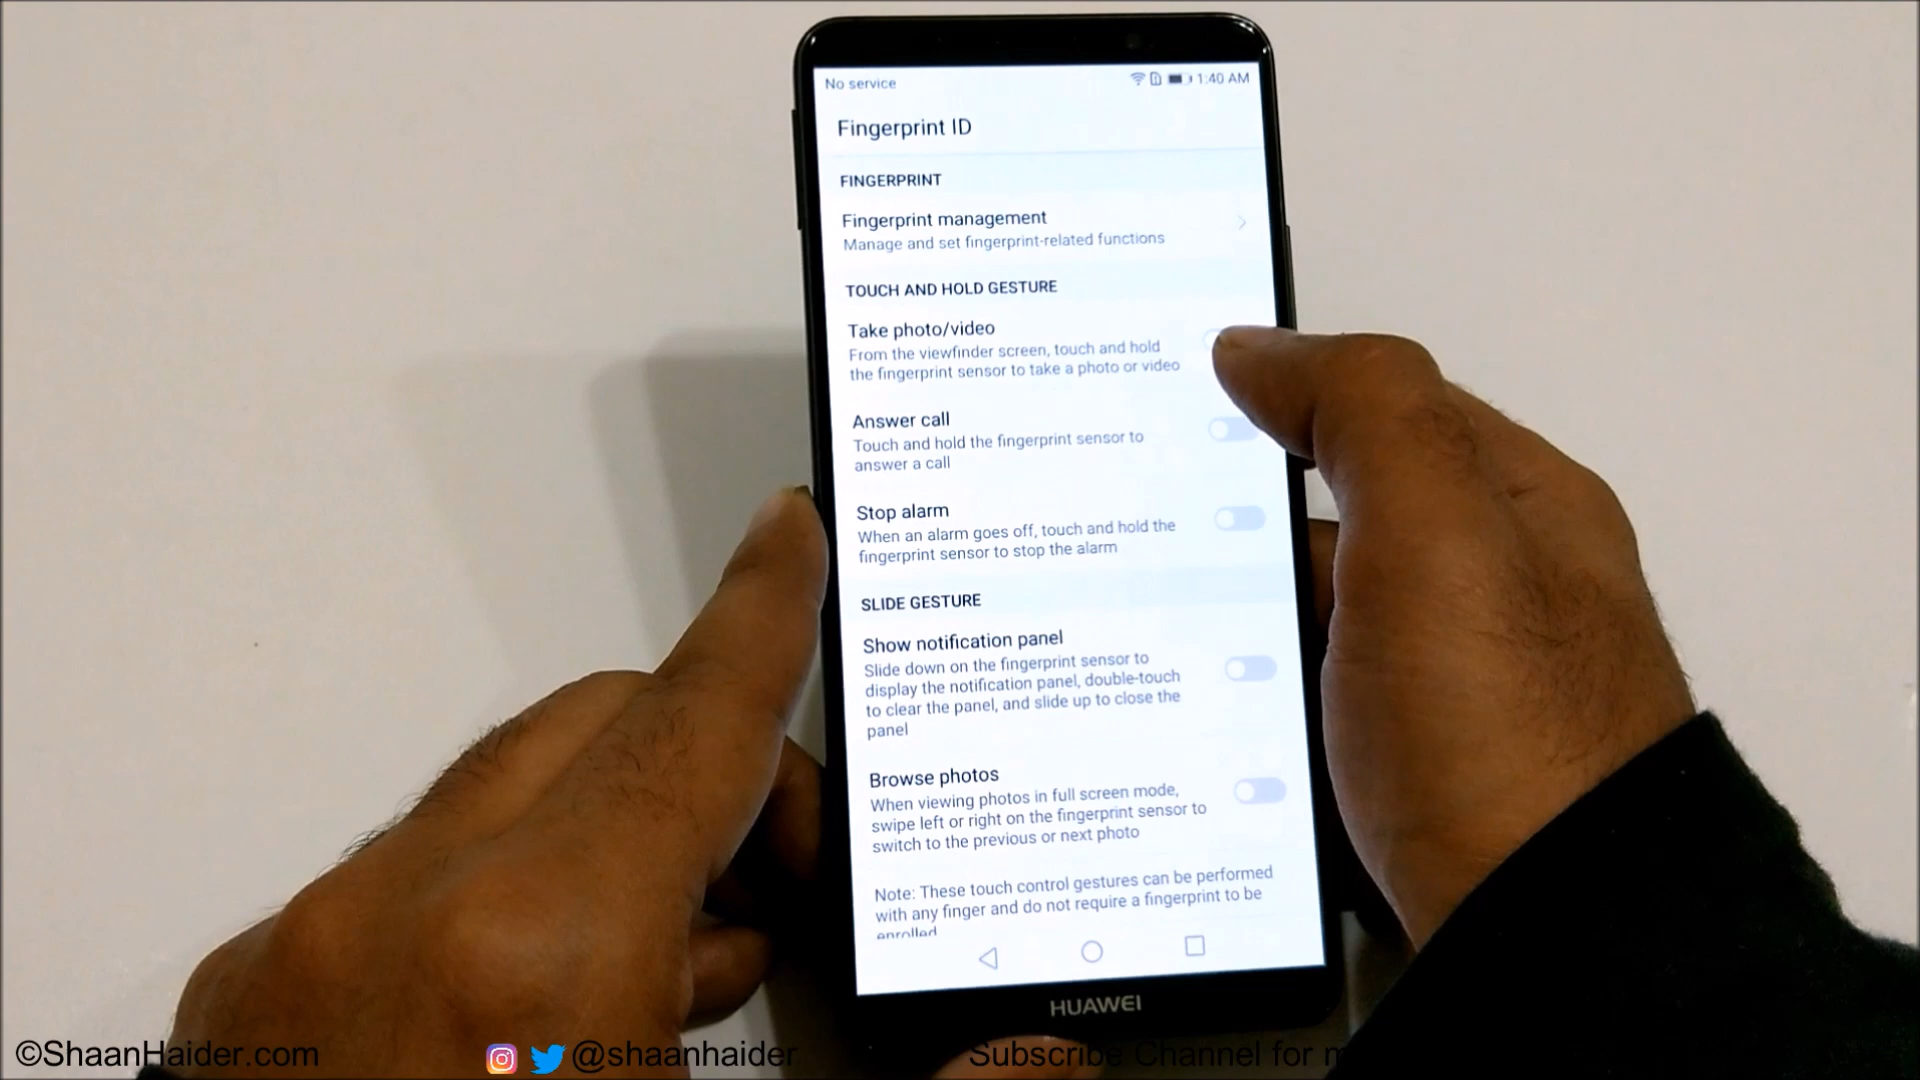 No service
1:40 AM
Fingerprint ID
FINGERPRINT
Fingerprint management
Manage and set fingerprint-related functions
TOUCH AND HOLD GESTURE
Take photo/video
From the viewfinder screen, touch and hold
the fingerprint sensor to take a photo or video
Answer call
Touch and hold the fingerprint sensor to
answer a call
Stop alarm
When an alarm goes off, touch and hold the
fingerprint sensor to stop the alarm
SLIDE GESTURE
Show notification panel
Slide down on the fingerprint sensor to
display the notification panel, double-touch
to clear the panel, and slide up to close the
panel
Browse photos
When viewing photos in full screen mode,
swipe left or right on the fingerprint sensor to
switch to the previous or next photo
Note: These touch control gestures can be performed
with any finger and do not require a fingerprint to be
enrolled
HUAWEI
©ShaanHaider.com
@shaanhaider
Subscribe Channel for